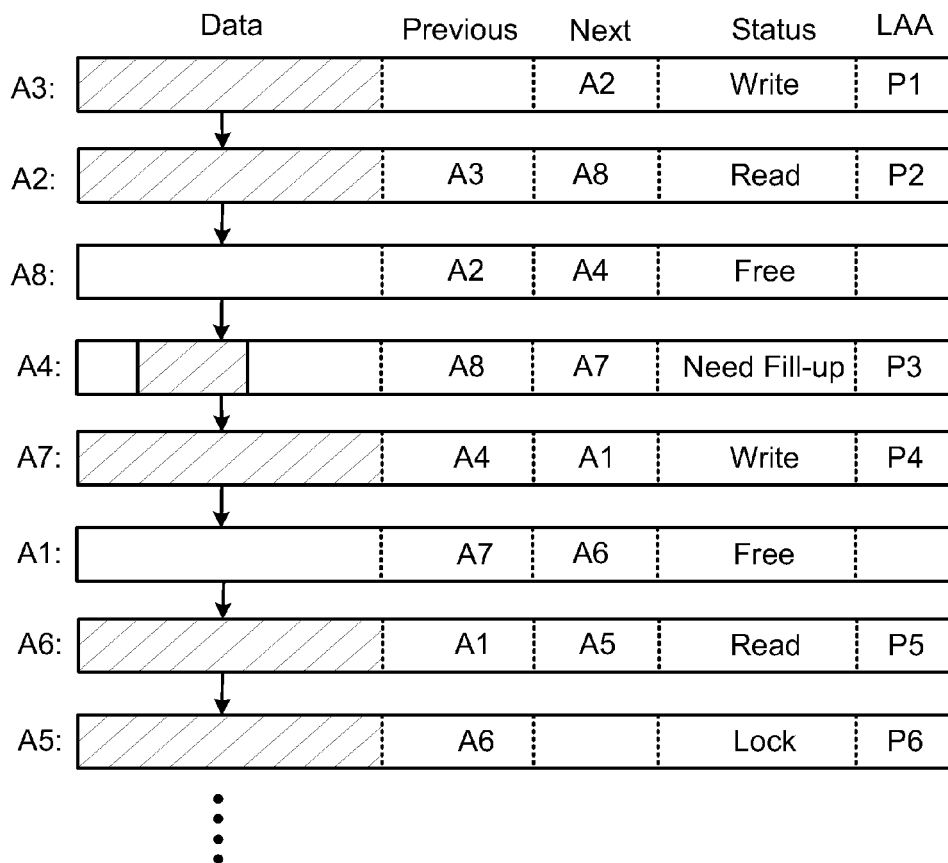 Data Previous Next Status LAA
A3: A2 Write P1
A2: A3 A8 Read P2
A8: A2 A4 Free
A4: A8 A7 Need Fill-up P3
A7: A4 A1 Write P4
A1: A7 A6 Free
A6: A1 A5 Read P5
A5: A6 Lock P6